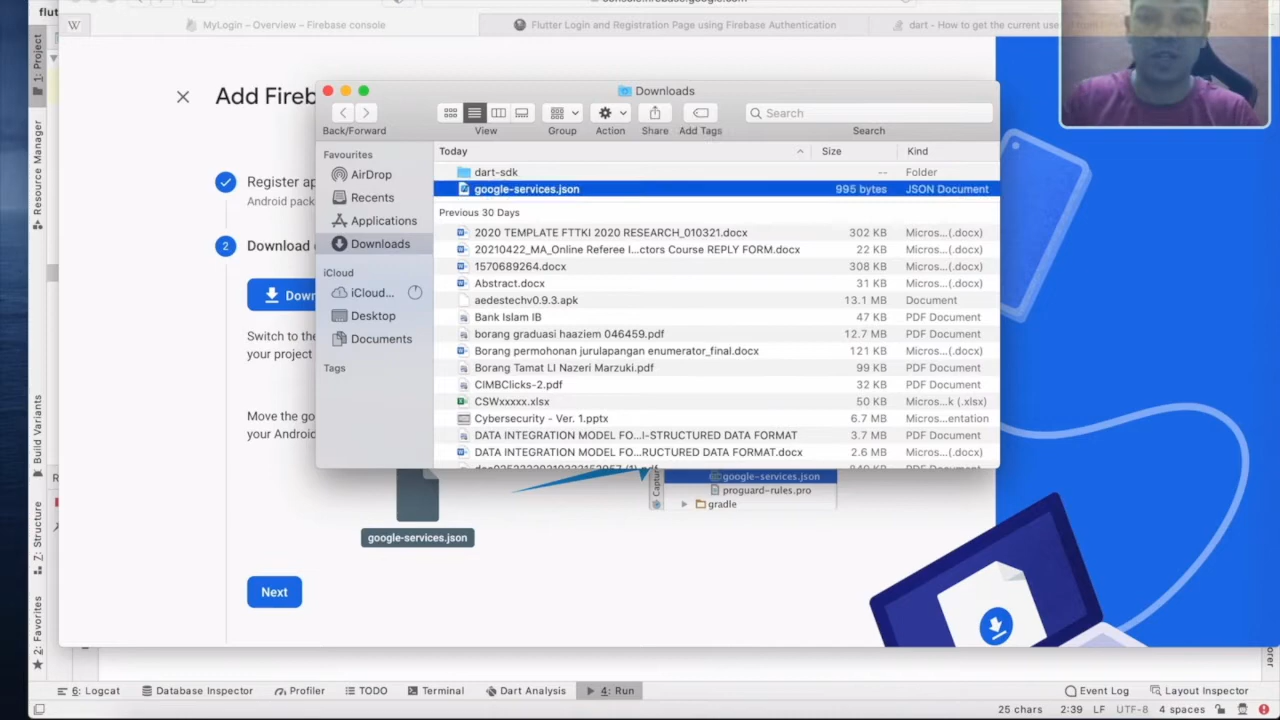 flut
console.firebase.google.com
W
MyLogin – Overview – Firebase console
Flutter Login and Registration Page using Firebase Authentication
dart - How to get the current use
1: Project
Resource Manager
Build Variants
7: Structure
2: Favorites
Add Fireb
Register ap
Android pack
2
Download
Down
Switch to the
your project
Move the go
your Android
Downloads
Back/Forward
View
Group
Action
Share
Add Tags
Search
Search
Favourites
AirDrop
Recents
Applications
Downloads
iCloud
iCloud...
Desktop
Documents
Tags
Today
Size
Kind
dart-sdk
--
Folder
google-services.json
995 bytes
JSON Document
Previous 30 Days
2020 TEMPLATE FTTKI 2020 RESEARCH_010321.docx
302 KB
Micros...(.docx)
20210422_MA_Online Referee I...ctors Course REPLY FORM.docx
22 KB
Micros...(.docx)
1570689264.docx
308 KB
Micros...(.docx)
Abstract.docx
31 KB
Micros...(.docx)
aedestechv0.9.3.apk
13.1 MB
Document
Bank Islam IB
47 KB
PDF Document
borang graduasi haaziem 046459.pdf
12.7 MB
PDF Document
Borang permohonan jurulapangan enumerator_final.docx
121 KB
Micros...(.docx)
Borang Tamat LI Nazeri Marzuki.pdf
99 KB
PDF Document
CIMBClicks-2.pdf
32 KB
PDF Document
CSWxxxxx.xlsx
50 KB
Micros...k (.xlsx)
Cybersecurity - Ver. 1.pptx
6.7 MB
Micros...entation
DATA INTEGRATION MODEL FO...I-STRUCTURED DATA FORMAT
3.7 MB
PDF Document
DATA INTEGRATION MODEL FO...RUCTURED DATA FORMAT.docx
2.6 MB
Micros...(.docx)
Captur
google-services.json
proguard-rules.pro
gradle
google-services.json
Next
6: Logcat
Database Inspector
Profiler
TODO
Terminal
Dart Analysis
4: Run
Event Log
Layout Inspector
25 chars
2:39
LF
UTF-8
4 spaces